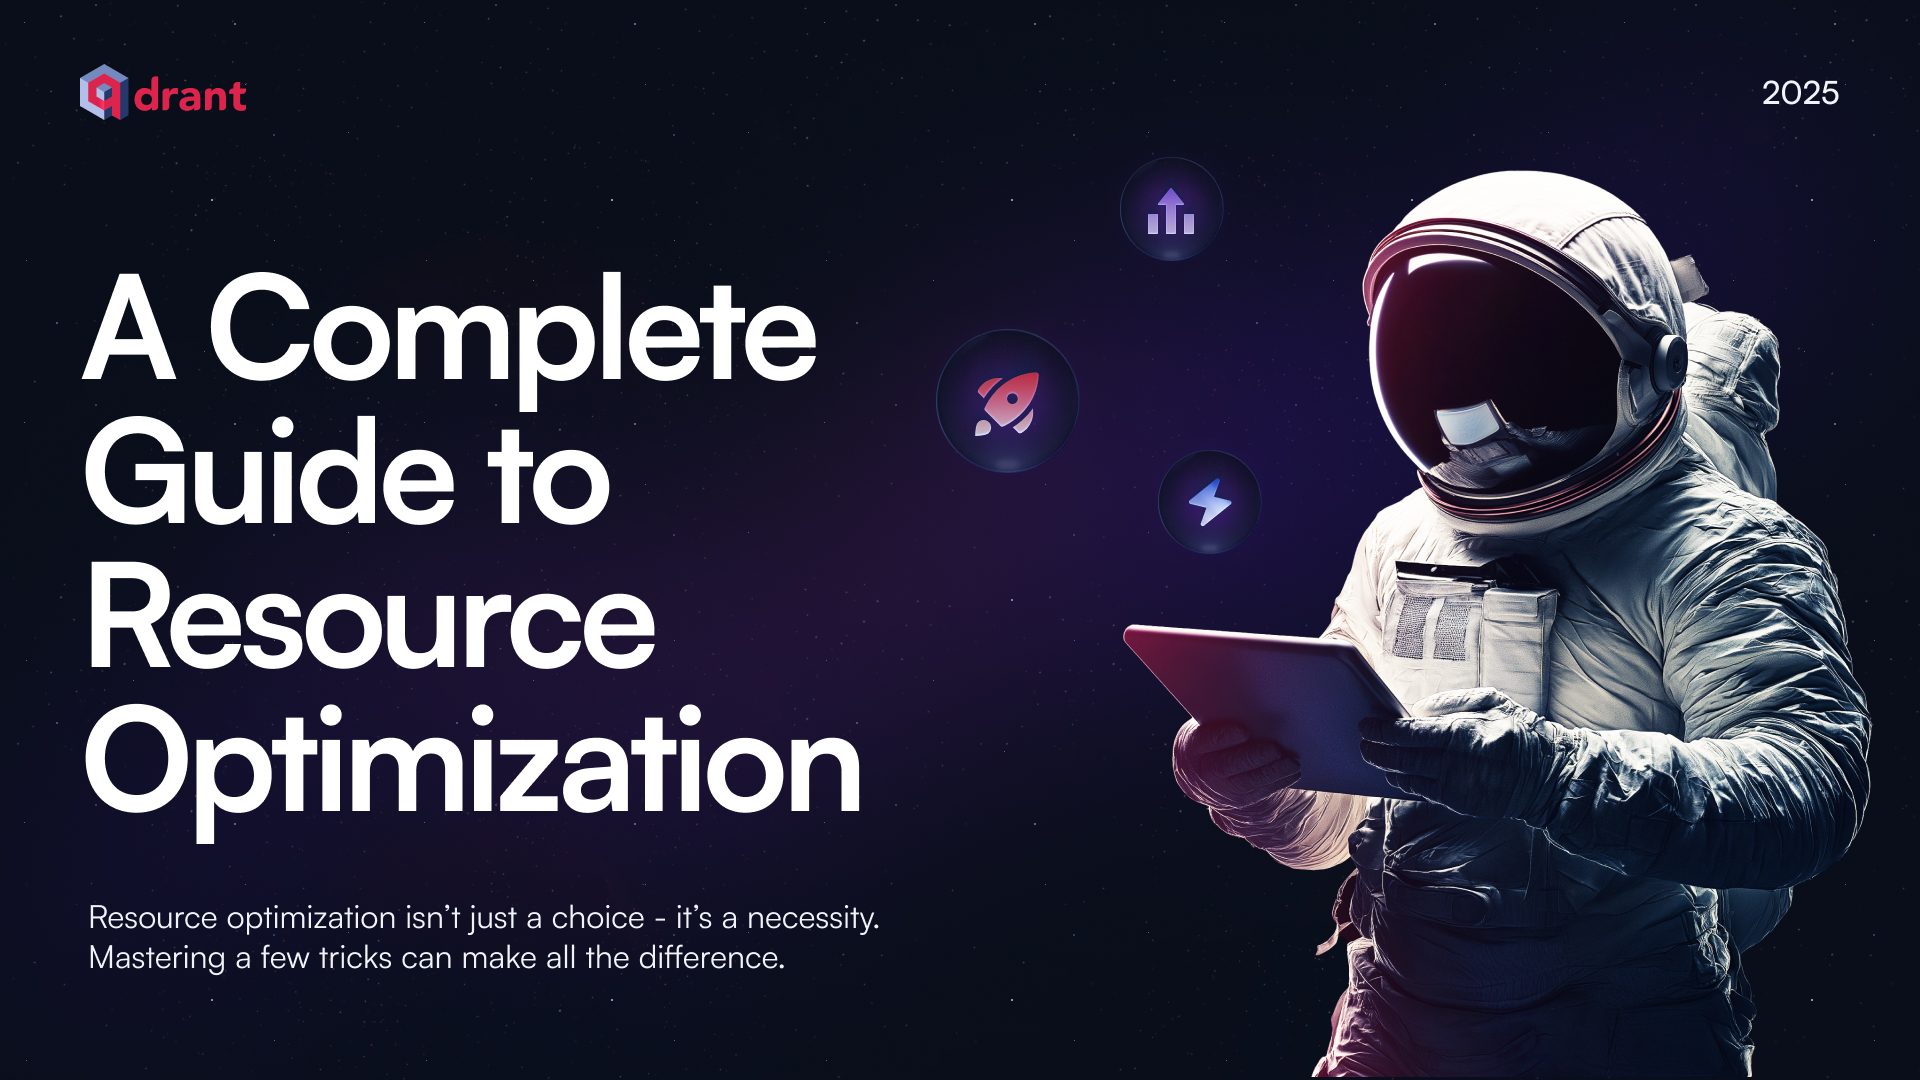 qdrant
2025
A Complete
Guide to
Resource
Optimization
Resource optimization isn’t just a choice - it’s a necessity.
Mastering a few tricks can make all the difference.